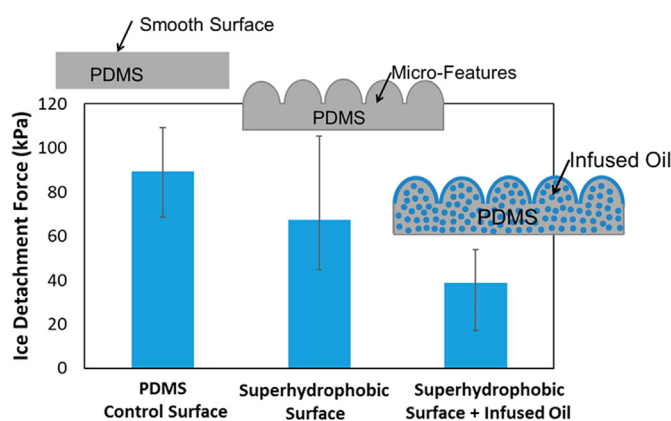 Smooth Surface
PDMS
Micro-Features
PDMS
Infused Oil
PDMS
Ice Detachment Force (kPa)
120
100
80
60
40
20
0
PDMS
Control Surface
Superhydrophobic
Surface
Superhydrophobic
Surface + Infused Oil